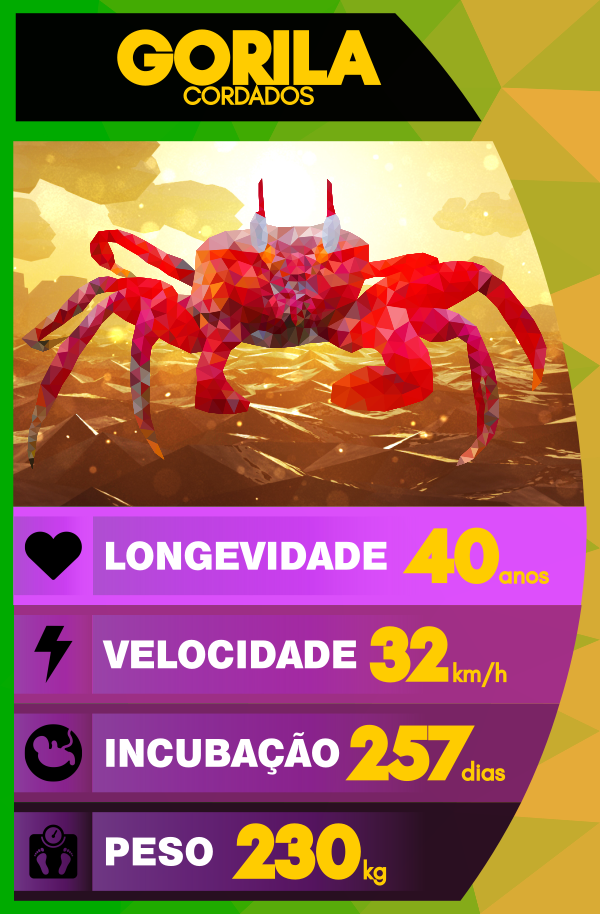 GORILA
CORDADOS
LONGEVIDADE 40 anos
VELOCIDADE 32 km/h
INCUBAÇÃO 257 dias
PESO 230 kg